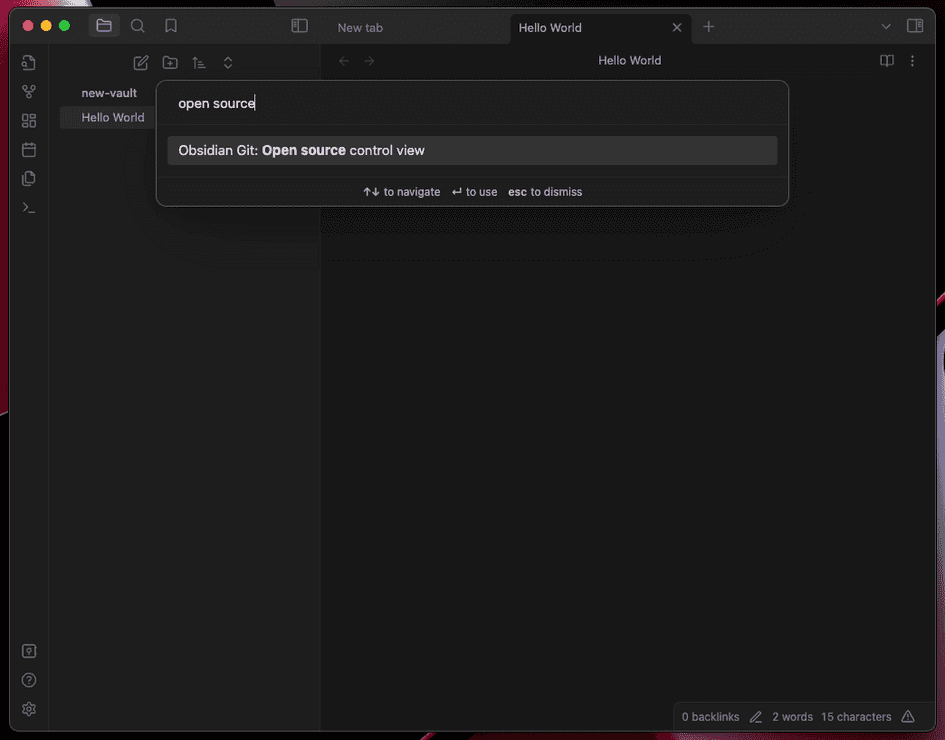 New tab
Hello World
Hello World
new-vault
Hello World
open source
Obsidian Git: Open source control view
↑↓ to navigate ↵ to use esc to dismiss
0 backlinks 2 words 15 characters